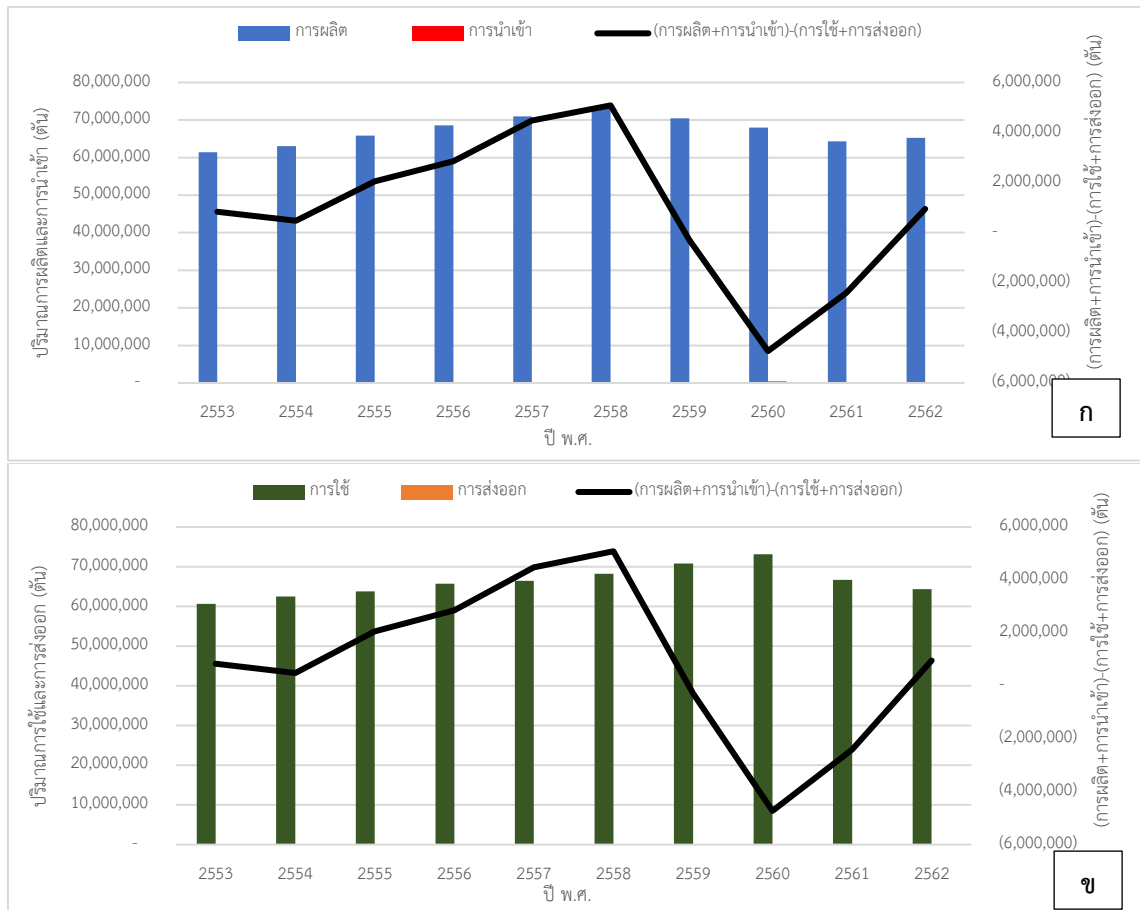 การผลิต การนำเข้า (การผลิต+การนำเข้า)-(การใช้+การส่งออก)
ปริมาณการผลิตและการนำเข้า (ตัน)
80,000,000
70,000,000
60,000,000
50,000,000
40,000,000
30,000,000
20,000,000
10,000,000
-
6,000,000
4,000,000
2,000,000
-
(2,000,000)
(4,000,000)
(6,000,000)
(การผลิต+การนำเข้า)-(การใช้+การส่งออก) (ตัน)
2553 2554 2555 2556 2557 2558 2559 2560 2561 2562
ปี พ.ศ.
ก
การใช้ การส่งออก (การผลิต+การนำเข้า)-(การใช้+การส่งออก)
ปริมาณการใช้และการส่งออก (ตัน)
80,000,000
70,000,000
60,000,000
50,000,000
40,000,000
30,000,000
20,000,000
10,000,000
-
6,000,000
4,000,000
2,000,000
-
(2,000,000)
(4,000,000)
(6,000,000)
(การผลิต+การนำเข้า)-(การใช้+การส่งออก) (ตัน)
2553 2554 2555 2556 2557 2558 2559 2560 2561 2562
ปี พ.ศ.
ข